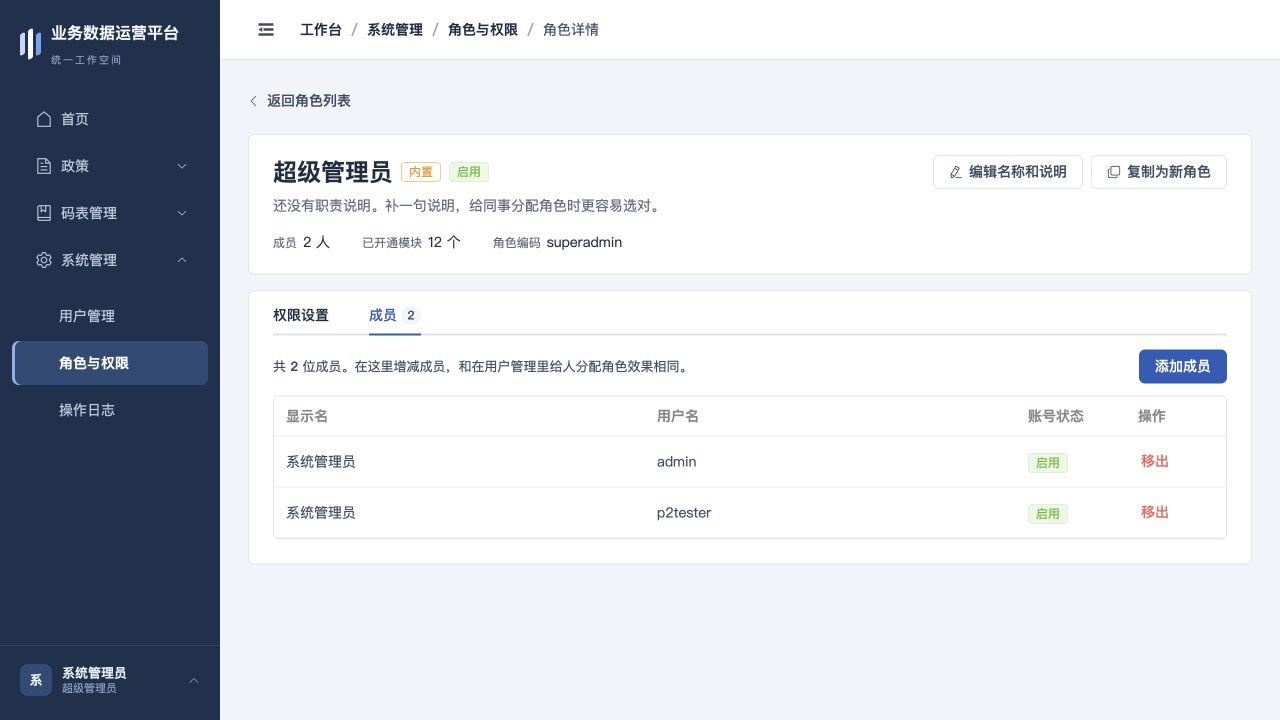 业务数据运营平台
统一工作空间
首页
政策
码表管理
系统管理
用户管理
角色与权限
操作日志
系
系统管理员
超级管理员
工作台 / 系统管理 / 角色与权限 / 角色详情
返回角色列表
超级管理员 内置 启用
编辑名称和说明 复制为新角色
还没有职责说明。补一句说明，给同事分配角色时更容易选对。
成员 2 人 已开通模块 12 个 角色编码 superadmin
权限设置 成员 2
共 2 位成员。在这里增减成员，和在用户管理里给人分配角色效果相同。
添加成员
显示名 用户名 账号状态 操作
系统管理员 admin 启用 移出
系统管理员 p2tester 启用 移出